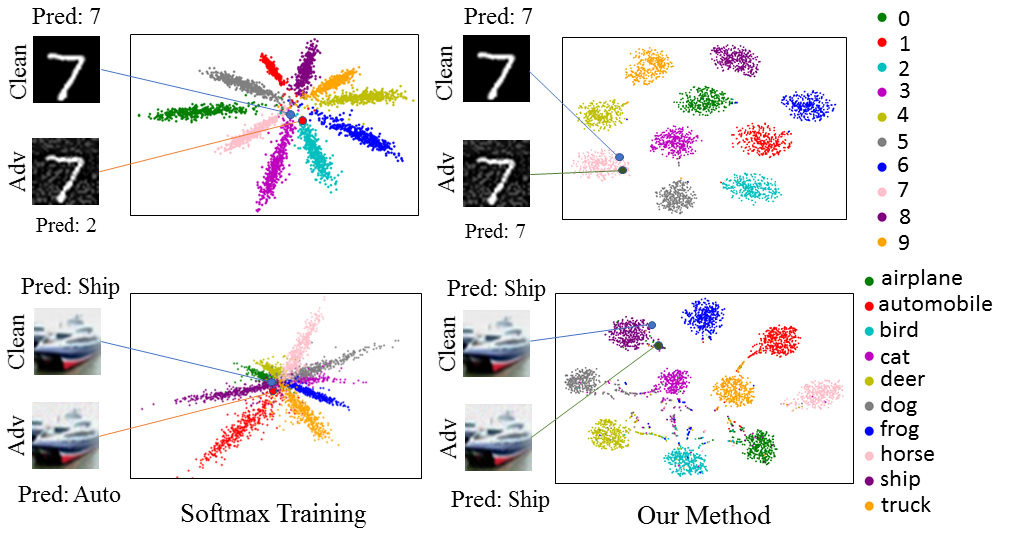 Pred: 7
Clean
Adv
Pred: 2
Pred: 7
Clean
Adv
Pred: 7
0
1
2
3
4
5
6
7
8
9
Pred: Ship
Clean
Adv
Pred: Auto
Softmax Training
Pred: Ship
Clean
Adv
Pred: Ship
Our Method
airplane
automobile
bird
cat
deer
dog
frog
horse
ship
truck